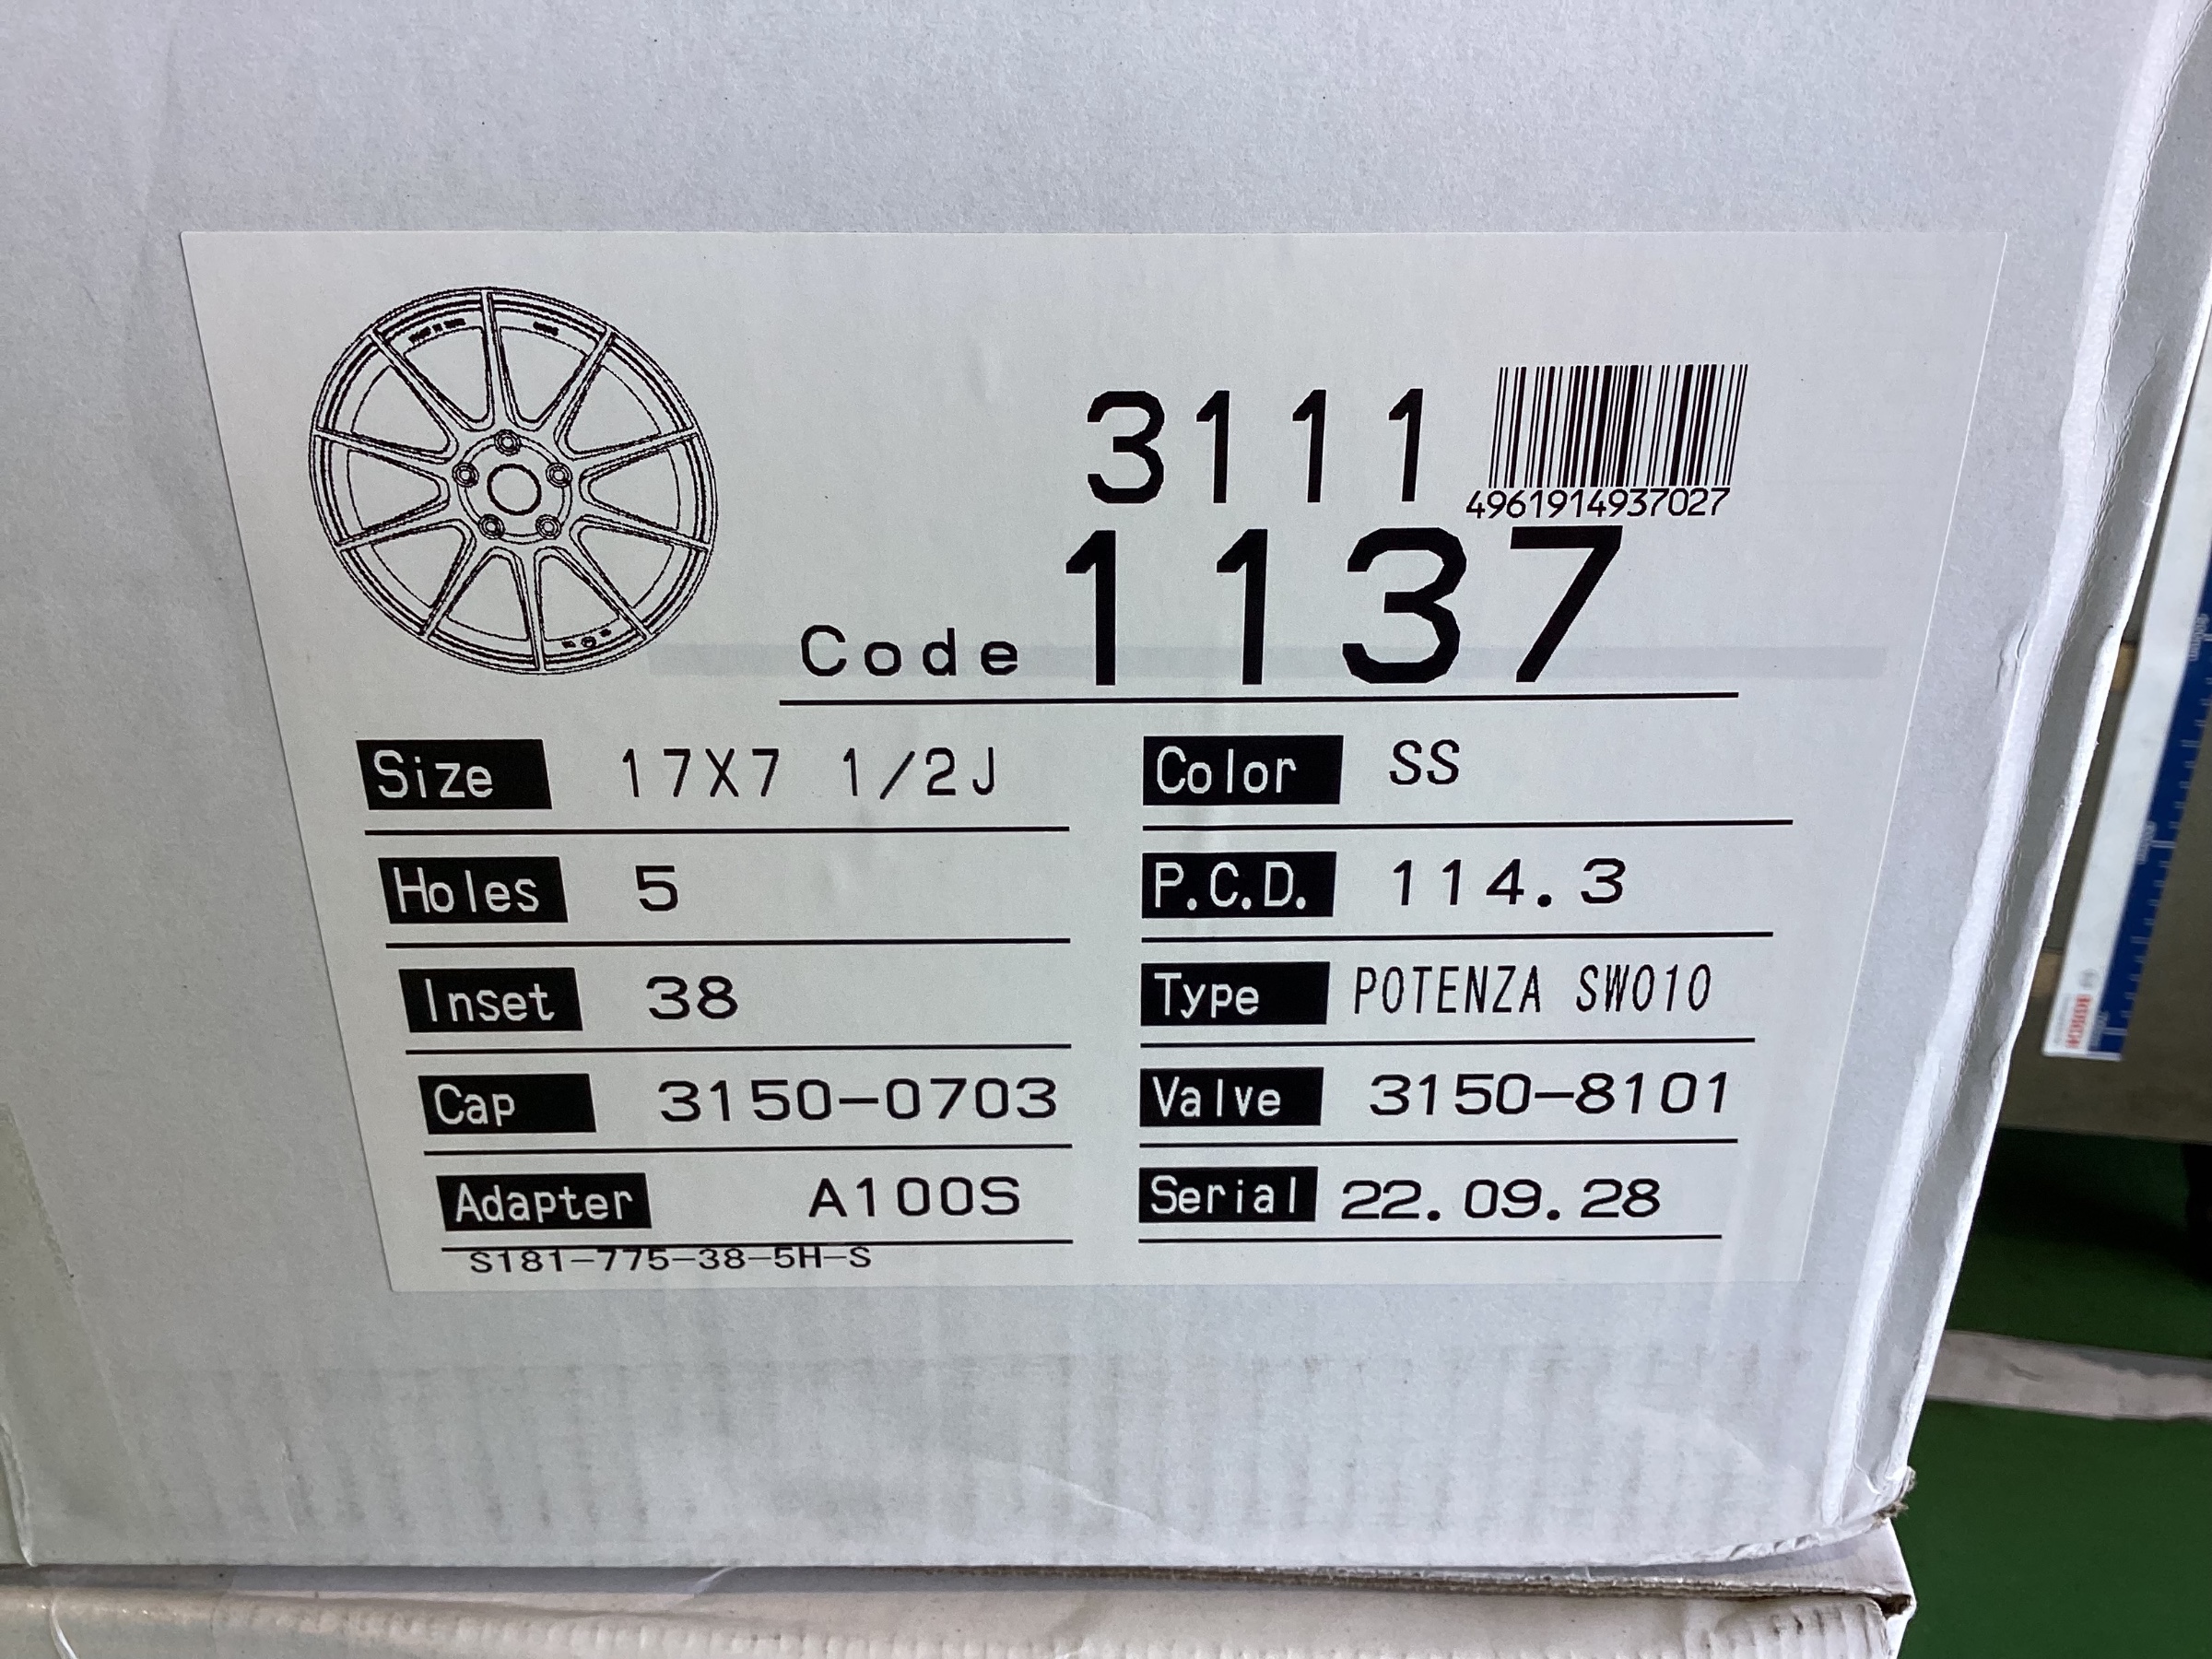 3111
4961914937027
Code 1137
Size 17X7 1/2J
Color SS
Holes 5
P.C.D. 114.3
Inset 38
Type POTENZA SW010
Cap 3150-0703
Valve 3150-8101
Adapter A100S
Serial 22.09.28
S181-775-38-5H-S